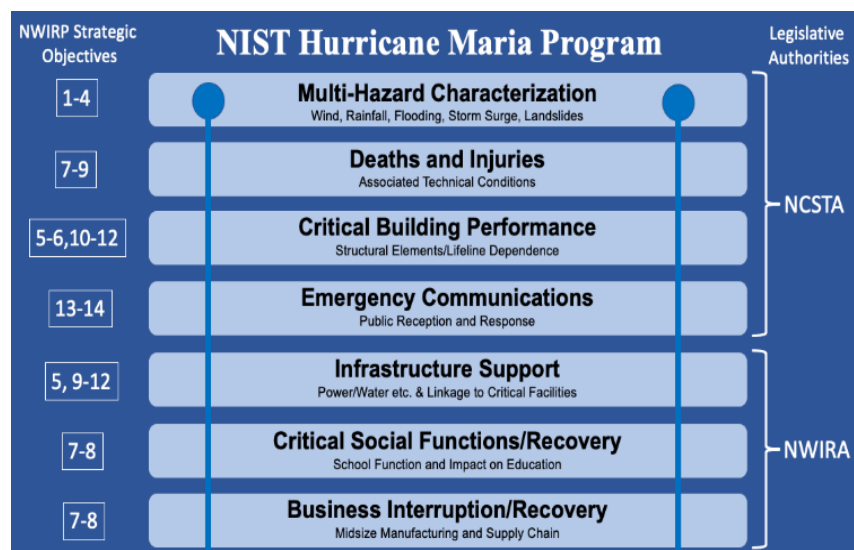 NWIRP Strategic
Objectives
NIST Hurricane Maria Program
Legislative
Authorities
1-4
Multi-Hazard Characterization
Wind, Rainfall, Flooding, Storm Surge, Landslides
7-9
Deaths and Injuries
Associated Technical Conditions
NCSTA
5-6,10-12
Critical Building Performance
Structural Elements/Lifeline Dependence
13-14
Emergency Communications
Public Reception and Response
5, 9-12
Infrastructure Support
Power/Water etc. & Linkage to Critical Facilities
7-8
Critical Social Functions/Recovery
School Function and Impact on Education
NWIRA
7-8
Business Interruption/Recovery
Midsize Manufacturing and Supply Chain